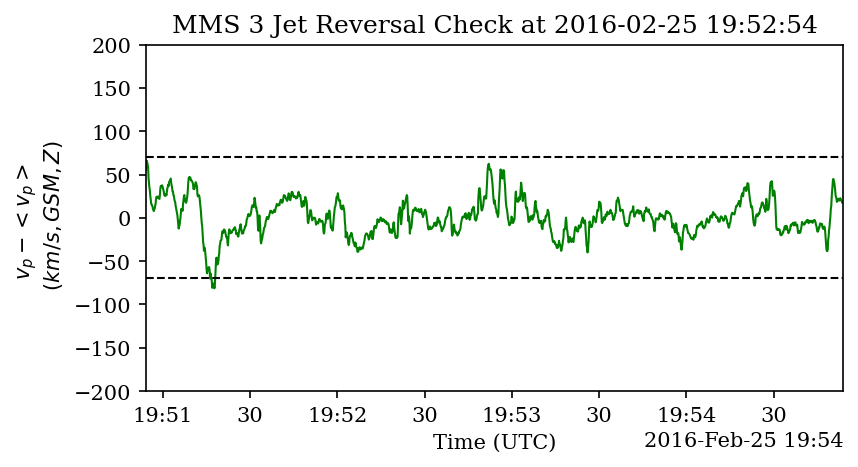 MMS 3 Jet Reversal Check at 2016-02-25 19:52:54
200
150
100
50
0
−50
−100
−150
−200
v_p − < v_p >
(km/s, GSM, Z)
19:51 30 19:52 30 19:53 30 19:54 30
Time (UTC)
2016-Feb-25 19:54